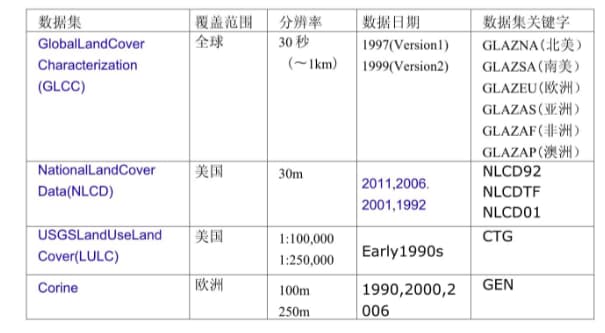 数据集 覆盖范围 分辨率 数据日期 数据集关键字
GlobalLandCover 全球 30 秒 1997(Version1) GLAZNA(北美)
Characterization (～1km) 1999(Version2) GLAZSA(南美)
(GLCC) GLAZEU(欧洲)
GLAZAS(亚洲)
GLAZAF(非洲)
GLAZAP(澳洲)
NationalLandCover 美国 30m NLCD92
Data(NLCD) 2011,2006. NLCDTF
2001,1992 NLCD01
USGSLandUseLand 美国 1:100,000 Early1990s CTG
Cover(LULC) 1:250,000
Corine 欧洲 100m 1990,2000,2 GEN
250m 006